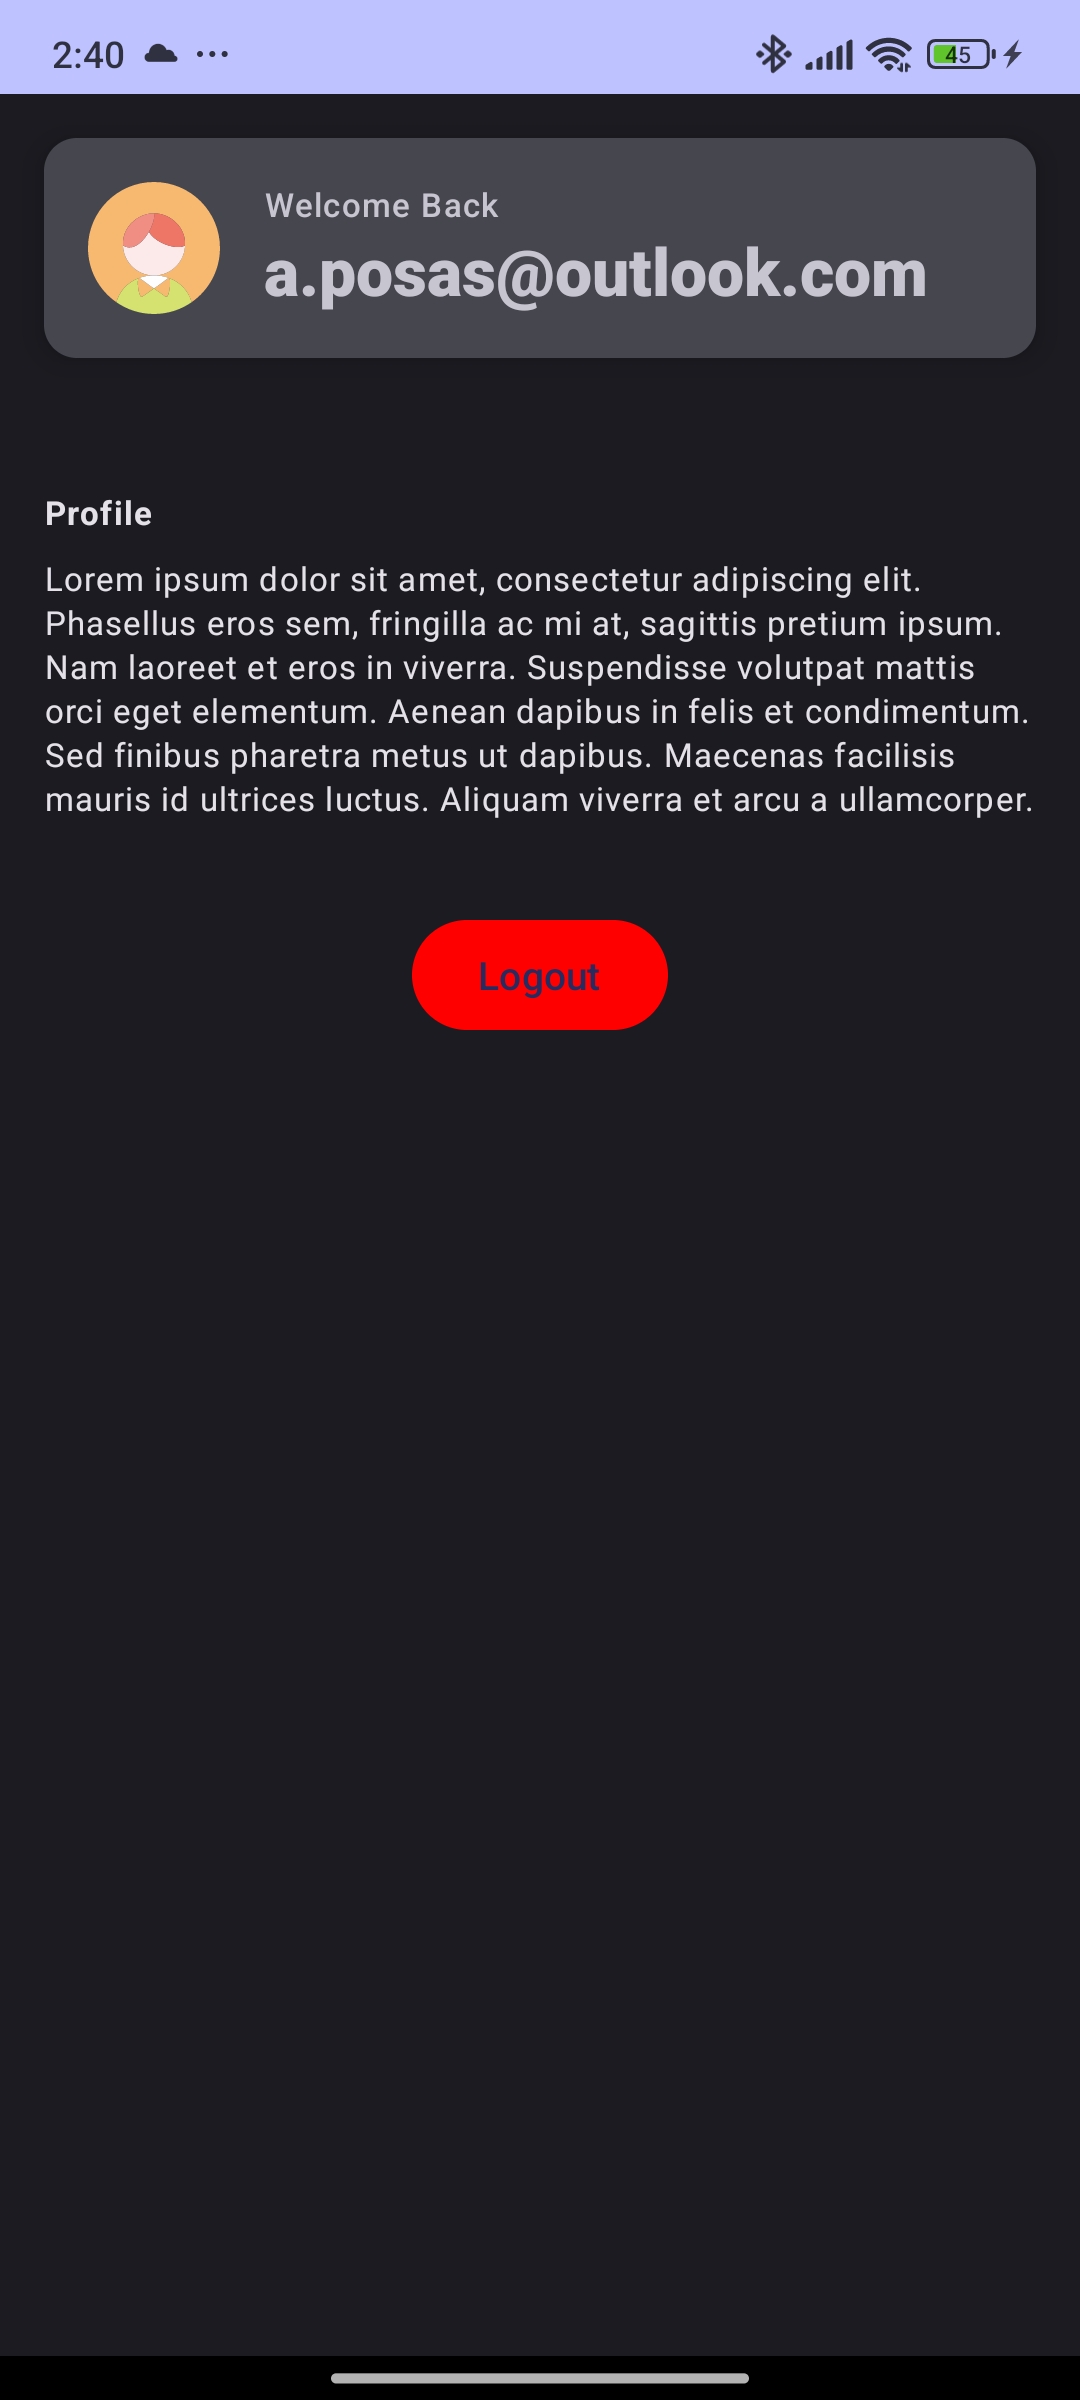 2:40
45
Welcome Back
a.posas@outlook.com
Profile
Lorem ipsum dolor sit amet, consectetur adipiscing elit.
Phasellus eros sem, fringilla ac mi at, sagittis pretium ipsum.
Nam laoreet et eros in viverra. Suspendisse volutpat mattis
orci eget elementum. Aenean dapibus in felis et condimentum.
Sed finibus pharetra metus ut dapibus. Maecenas facilisis
mauris id ultrices luctus. Aliquam viverra et arcu a ullamcorper.
Logout